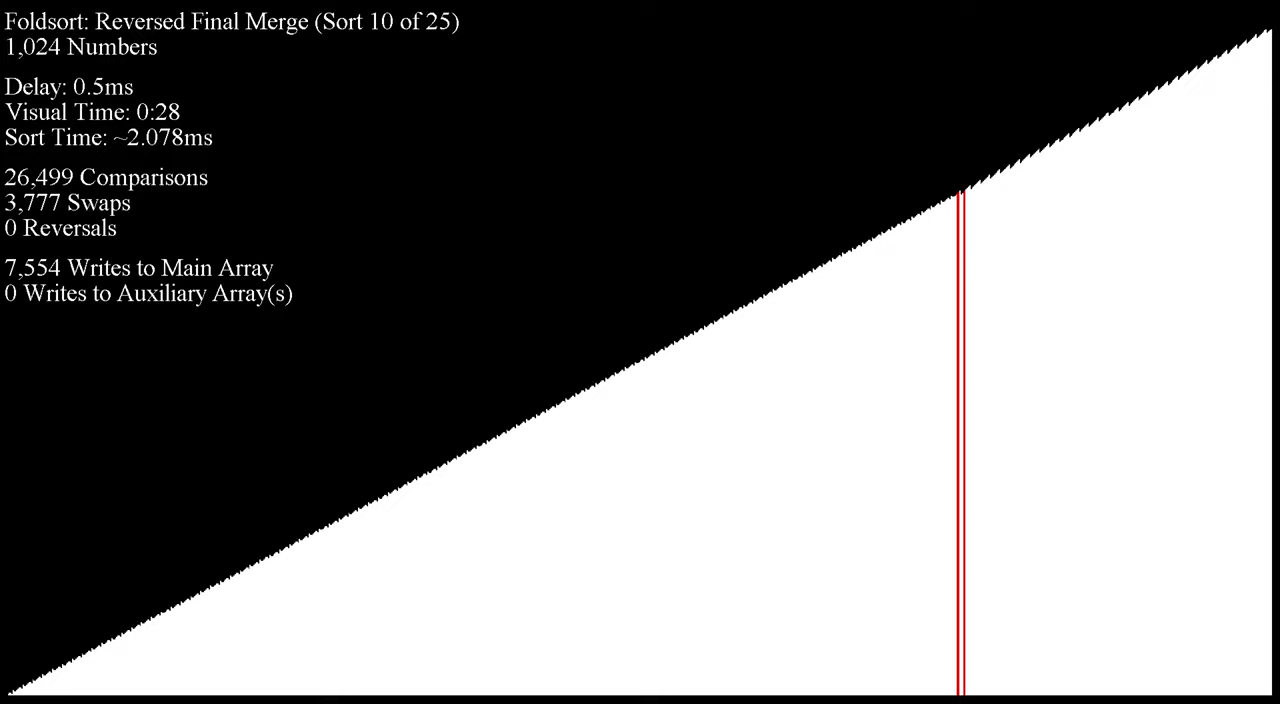 Foldsort: Reversed Final Merge (Sort 10 of 25)
1,024 Numbers
Delay: 0.5ms
Visual Time: 0:28
Sort Time: ~2.078ms
26,499 Comparisons
3,777 Swaps
0 Reversals
7,554 Writes to Main Array
0 Writes to Auxiliary Array(s)